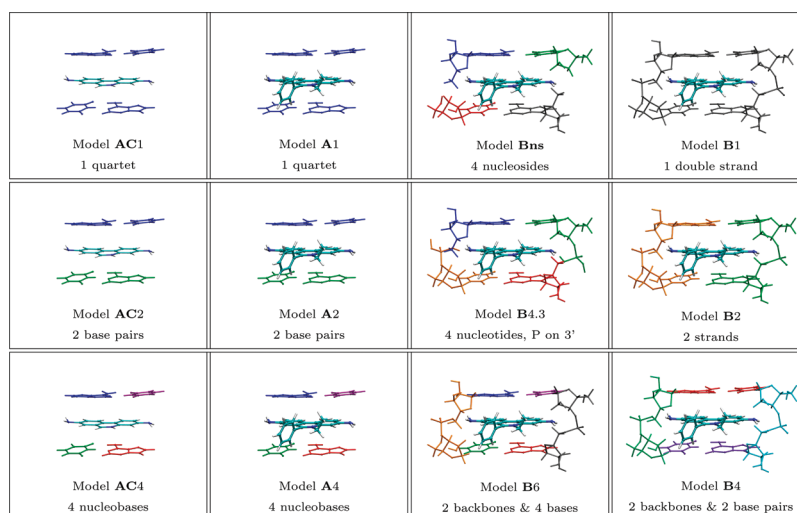 Model AC1
1 quartet
Model A1
1 quartet
Model Bns
4 nucleosides
Model B1
1 double strand
Model AC2
2 base pairs
Model A2
2 base pairs
Model B4.3
4 nucleotides, P on 3'
Model B2
2 strands
Model AC4
4 nucleobases
Model A4
4 nucleobases
Model B6
2 backbones & 4 bases
Model B4
2 backbones & 2 base pairs